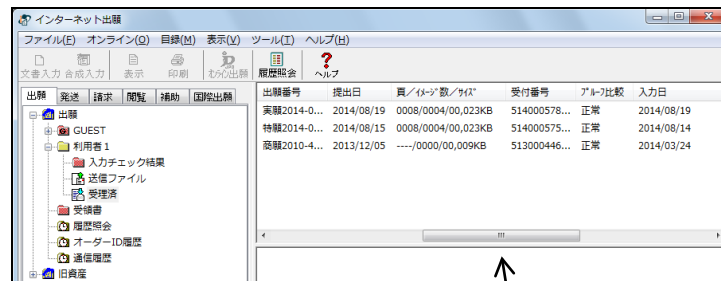 インターネット出願
ファイル(F) オンライン(O) 目録(M) 表示(V) ツール(T) ヘルプ(H)
文書入力 合成入力 表示 印刷 わらい出願 履歴照会 ヘルプ
出願 発送 請求 閲覧 補助 国際出願
出願
GUEST
利用者1
入力チェック結果
送信ファイル
受理済
受領書
履歴照会
オーダーID履歴
通信履歴
旧資産
出願番号 提出日 頁/イメージ数/サイズ 受付番号 プルーフ比較 入力日
実願2014-0... 2014/08/19 0008/0004/00,023KB 514000578... 正常 2014/08/19
特願2014-0... 2014/08/15 0008/0004/00,023KB 514000575... 正常 2014/08/14
商願2010-4... 2013/12/05 ----/0000/00,009KB 513000446... 正常 2014/03/24